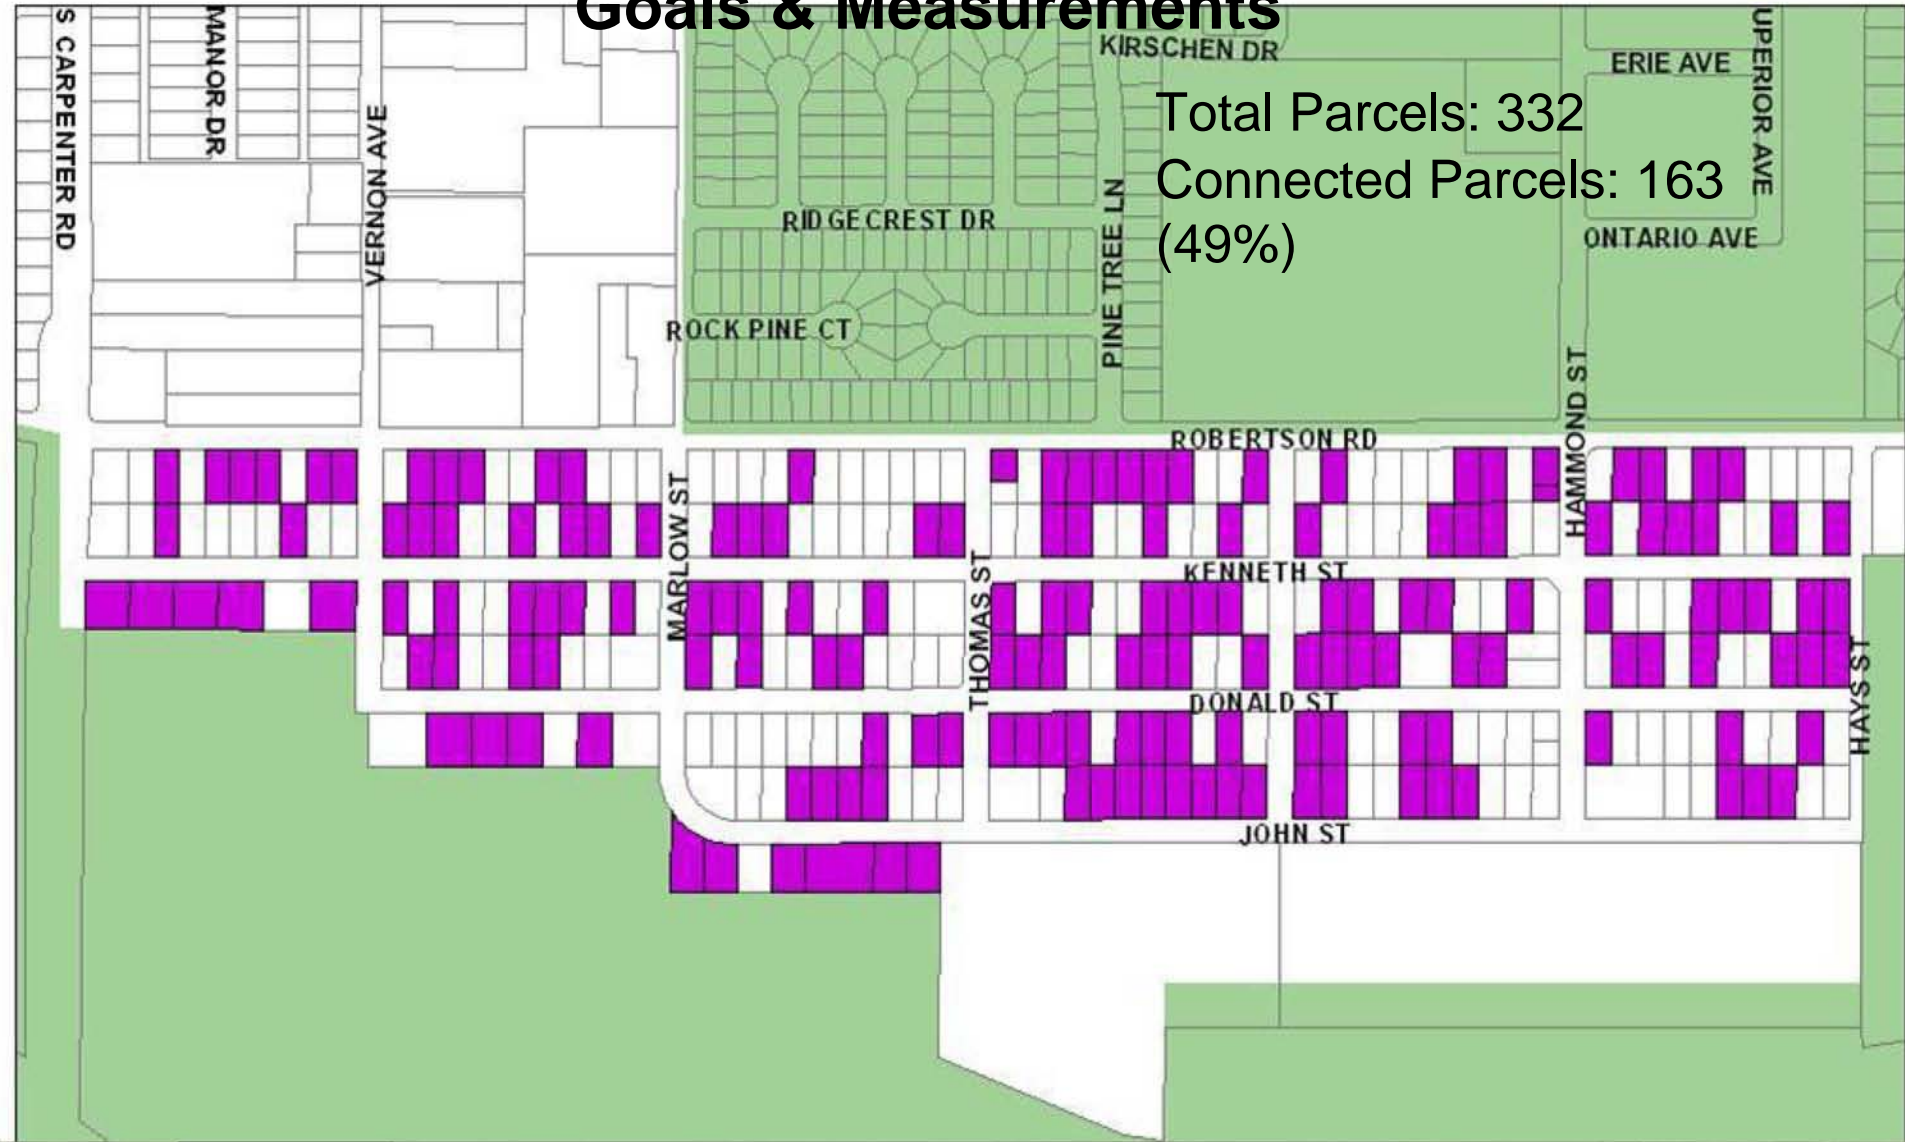 Goals & Measurements
S CARPENTER RD
MANOR DR
VERNON AVE
KIRSCHEN DR
ERIE AVE
UPERIOR AVE
Total Parcels: 332
Connected Parcels: 163
(49%)
RIDGECREST DR
PINE TREE LN
ONTARIO AVE
ROCK PINE CT
HAMMOND ST
ROBERTSON RD
MARLOW ST
THOMAS ST
KENNETH ST
HAYS ST
DONALD ST
JOHN ST